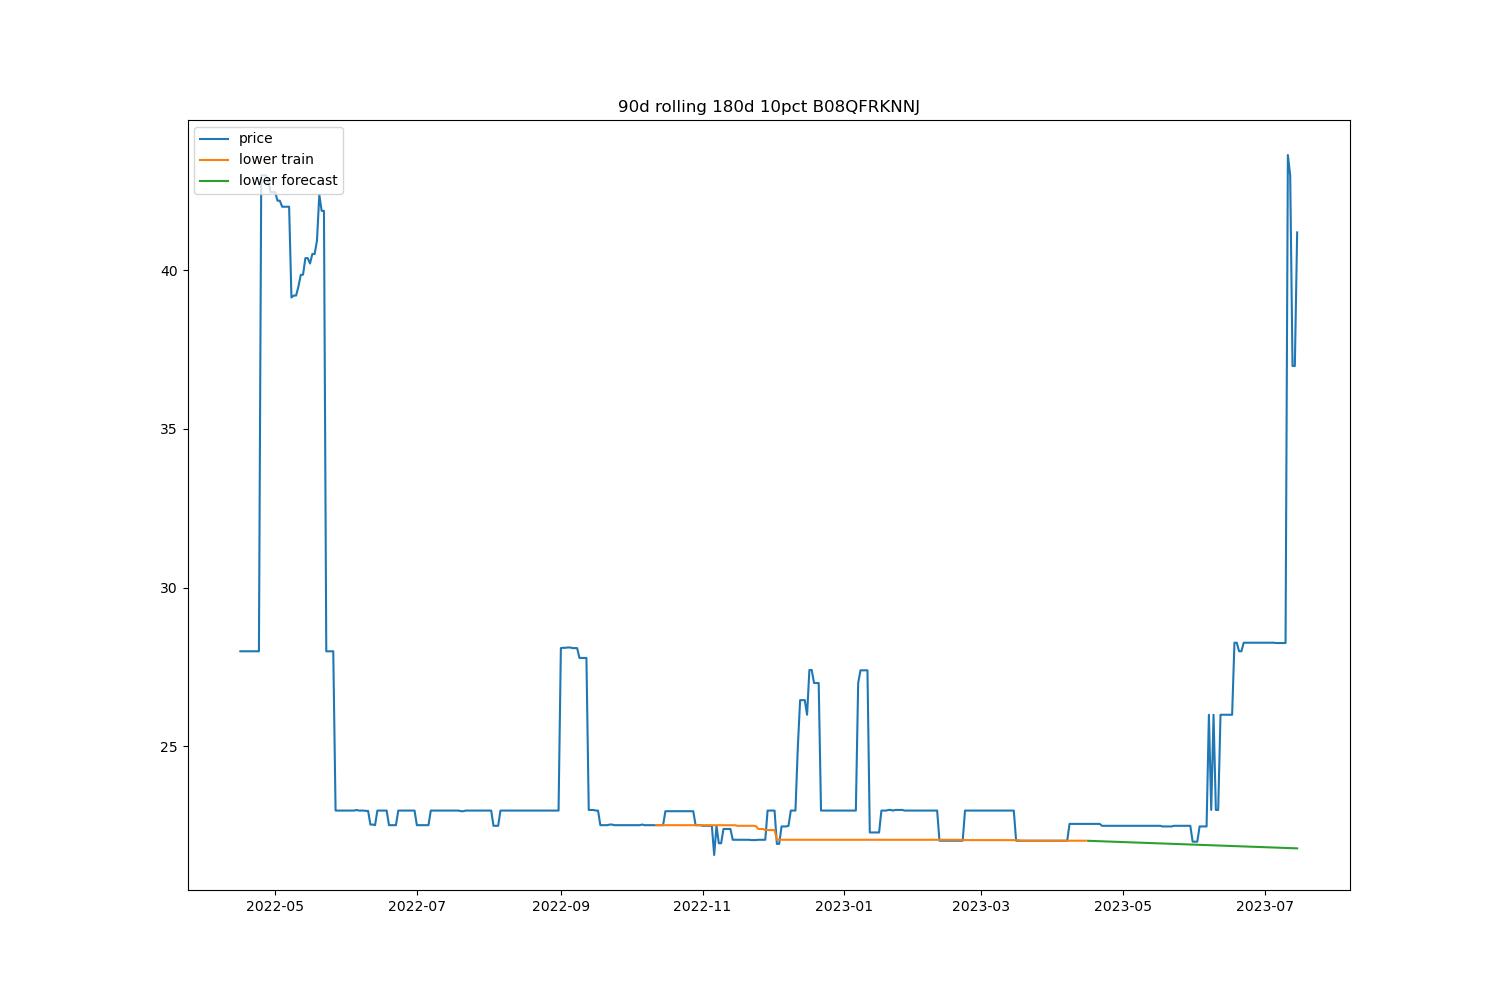 90d rolling 180d 10pct B08QFRKNNJ
price
lower train
lower forecast
40
35
30
25
2022-05 2022-07 2022-09 2022-11 2023-01 2023-03 2023-05 2023-07